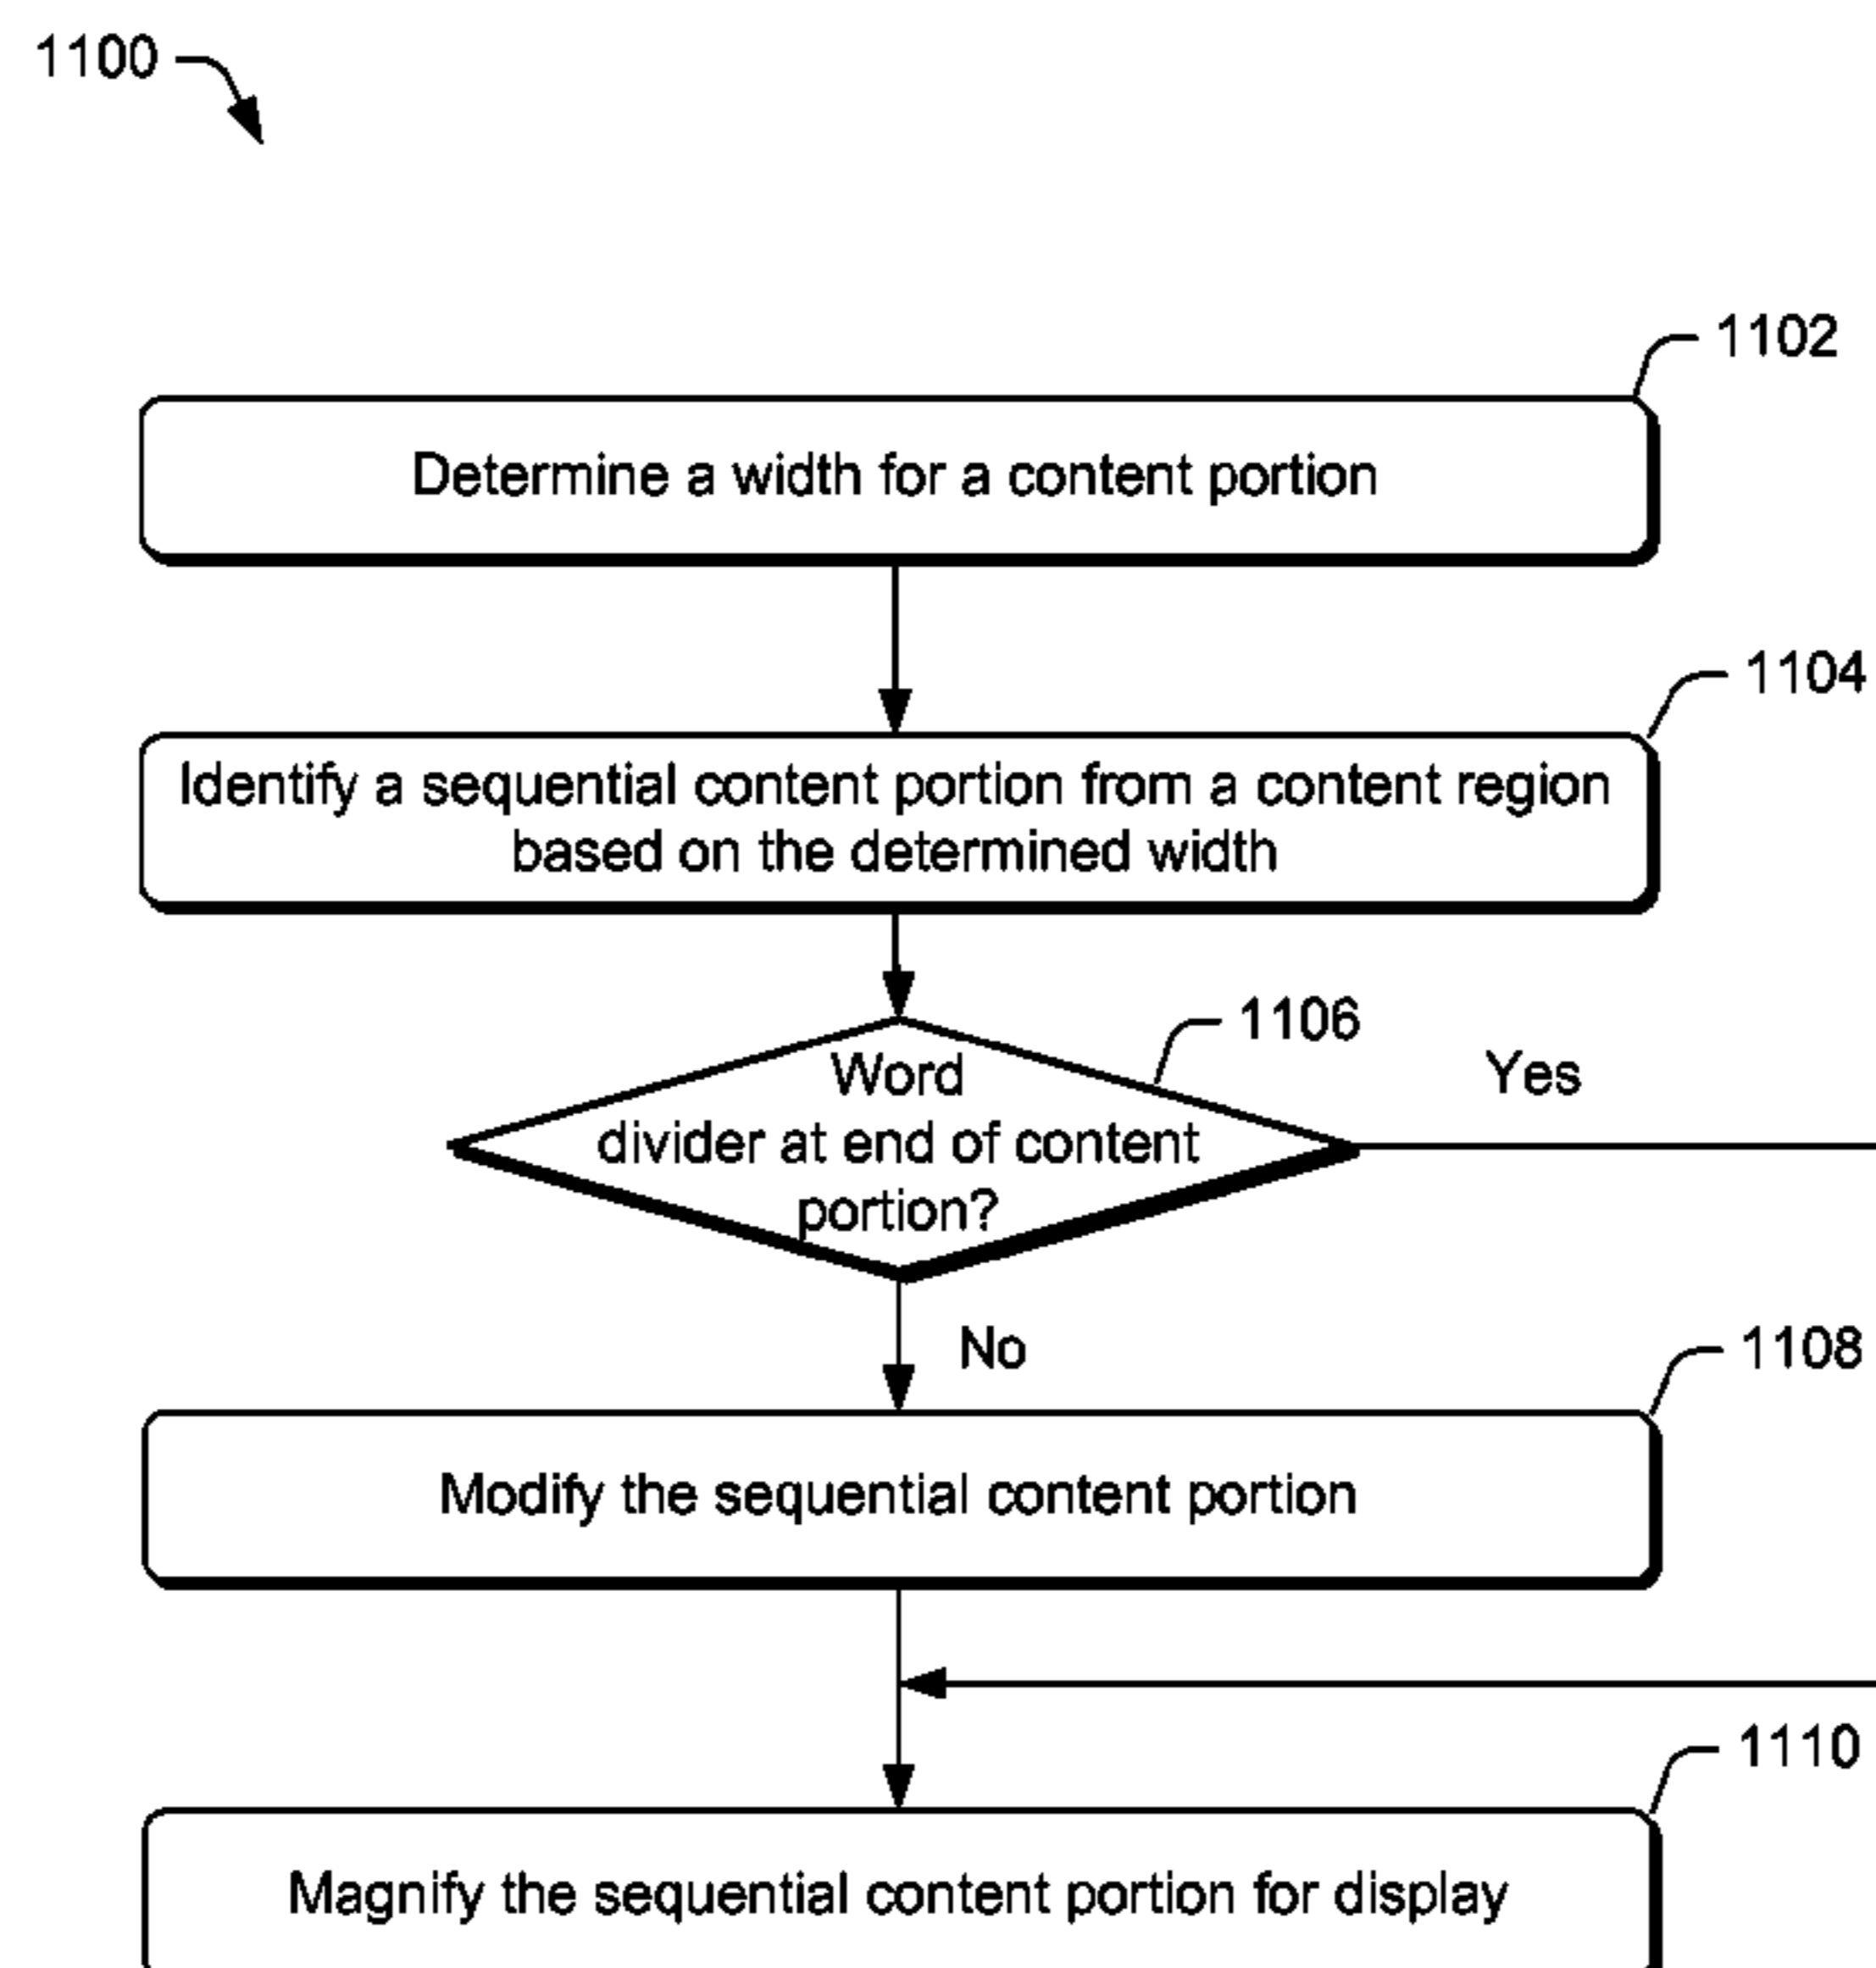 1100
1102
Determine a width for a content portion
1104
Identify a sequential content portion from a content region
based on the determined width
1106
Word
divider at end of content
portion?
Yes
No
1108
Modify the sequential content portion
1110
Magnify the sequential content portion for display